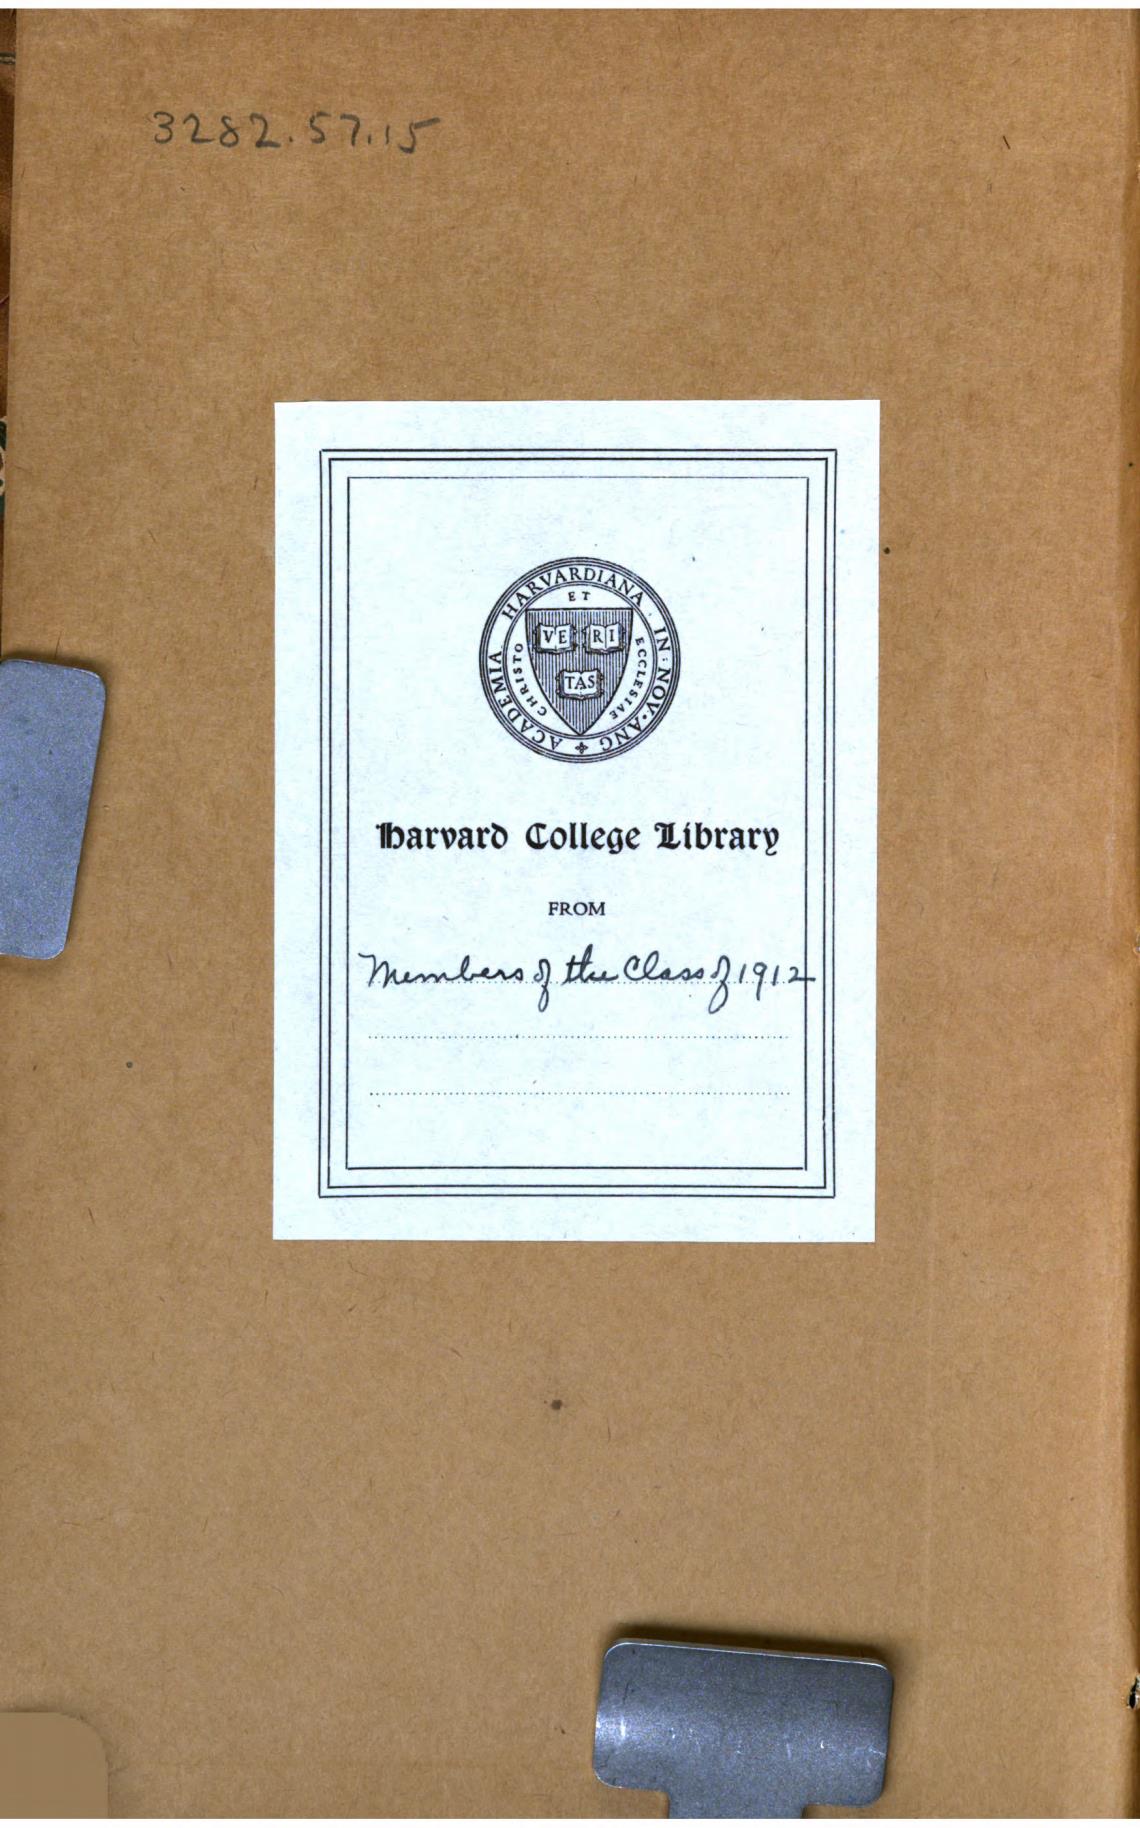 3282.57.15
ACADEMIA HARVARDIANA IN·NOV·ANG
CHRISTO ET ECCLESIAE
VE RI
TAS
Harvard College Library
FROM
Members of the Class of 1912